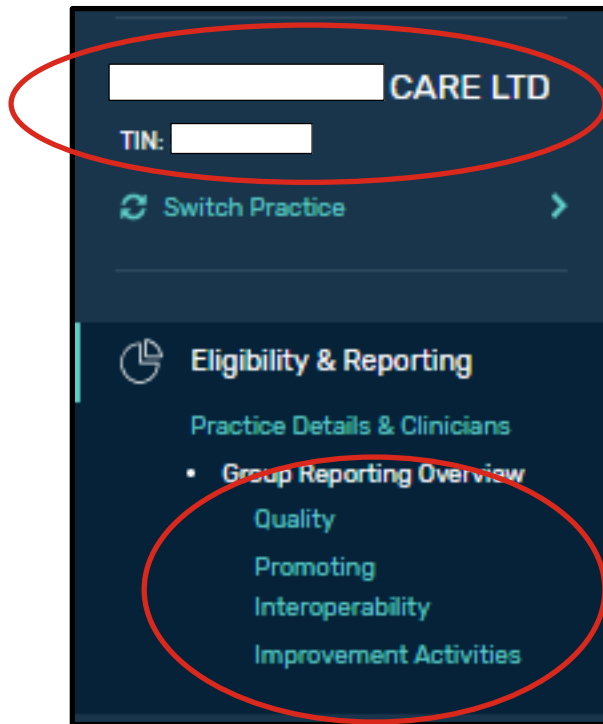 CARE LTD
TIN:
Switch Practice
Eligibility & Reporting
Practice Details & Clinicians
• Group Reporting Overview
Quality
Promoting
Interoperability
Improvement Activities